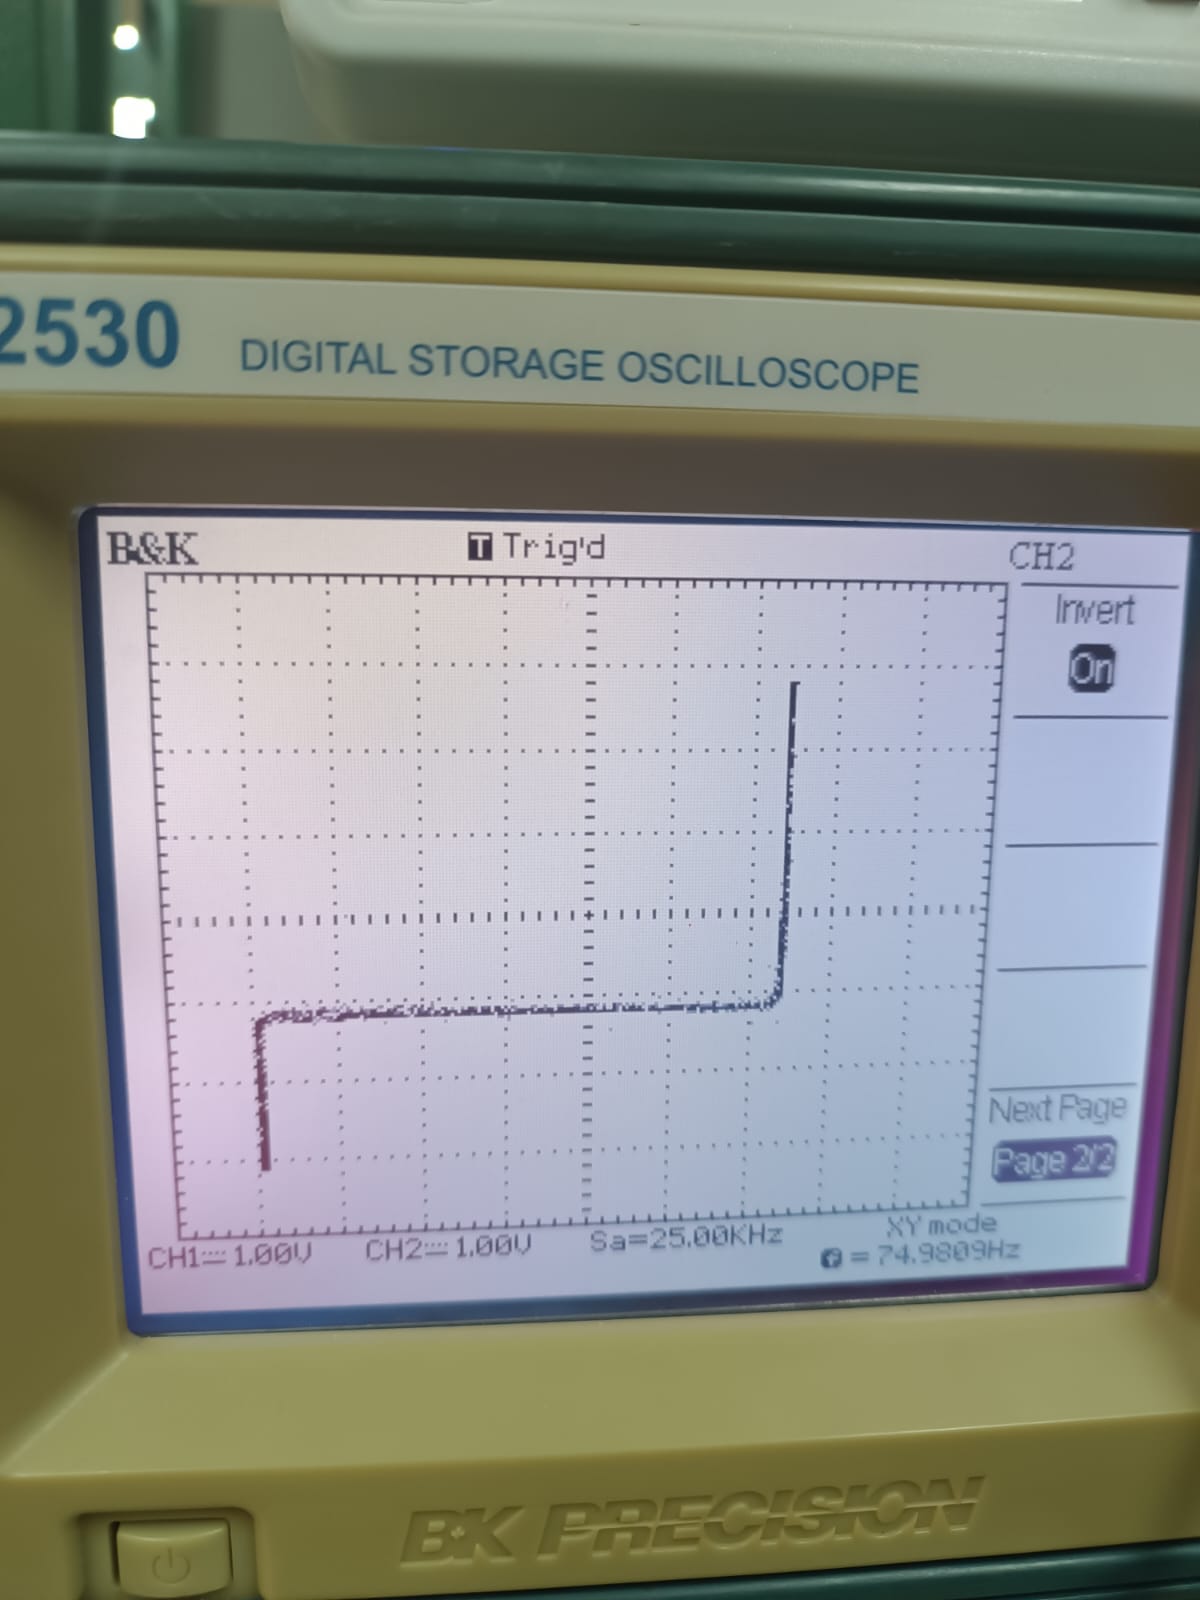 2530 DIGITAL STORAGE OSCILLOSCOPE
B&K T Trig'd CH2
Invert
On
Next Page
Page 2/2
CH1 1.00V CH2 1.00V Sa=25.00KHz XY mode
f = 74.9809Hz
BK PRECISION